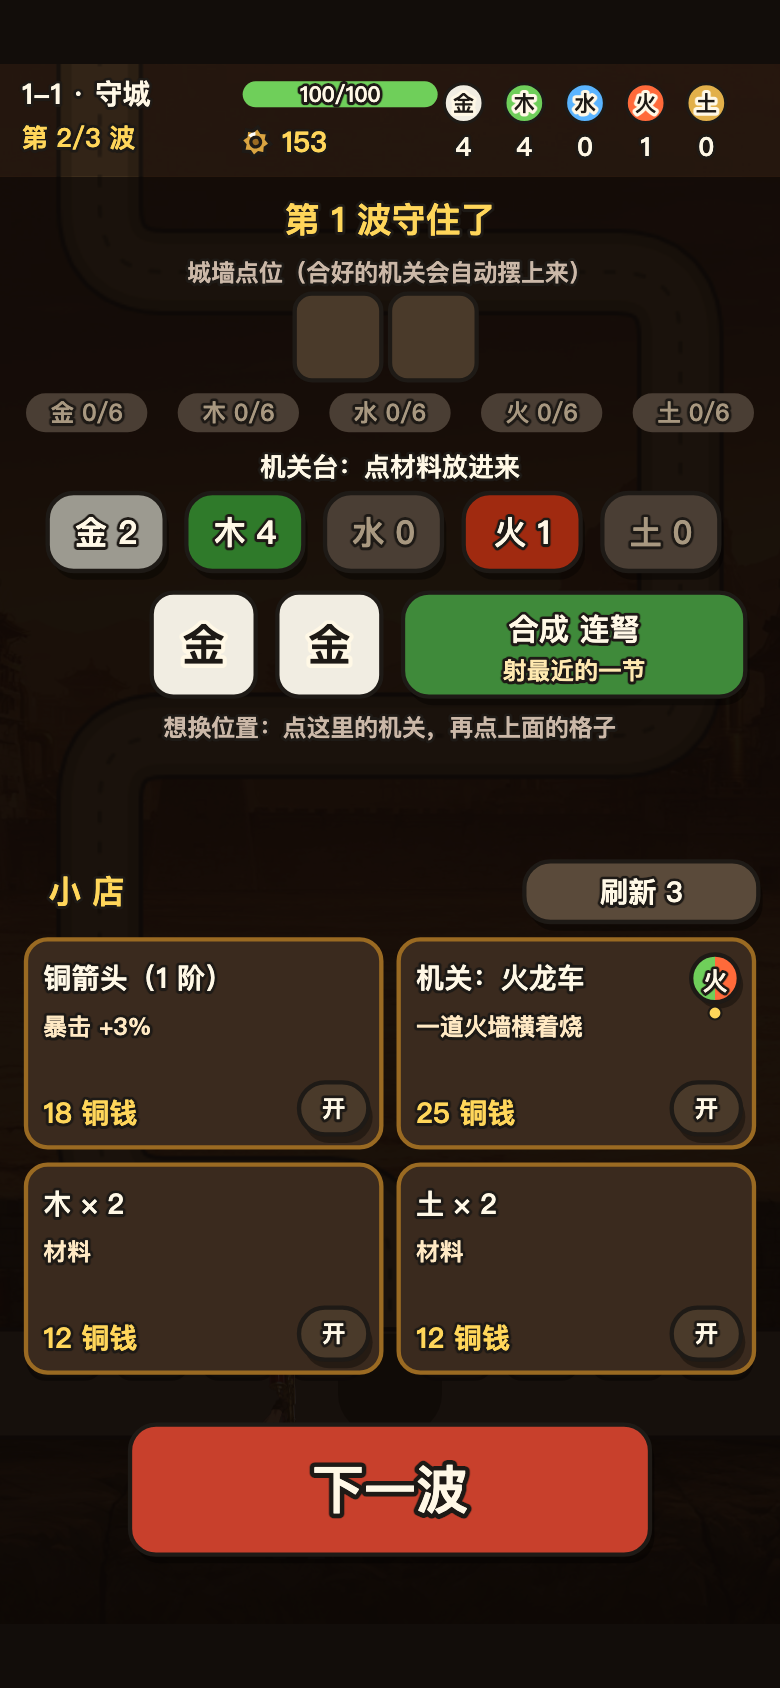 1-1 · 守城
100/100
金 木 水 火 土
第 2/3 波
153
4 4 0 1 0
第 1 波守住了
城墙点位（合好的机关会自动摆上来）
金 0/6 木 0/6 水 0/6 火 0/6 土 0/6
机关台：点材料放进来
金 2 木 4 水 0 火 1 土 0
金 金 合成 连弩
射最近的一节
想换位置：点这里的机关，再点上面的格子
小 店
刷新 3
铜箭头（1 阶）
暴击 +3%
18 铜钱 开
机关：火龙车 火
一道火墙横着烧
25 铜钱 开
木 × 2
材料
12 铜钱 开
土 × 2
材料
12 铜钱 开
下一波